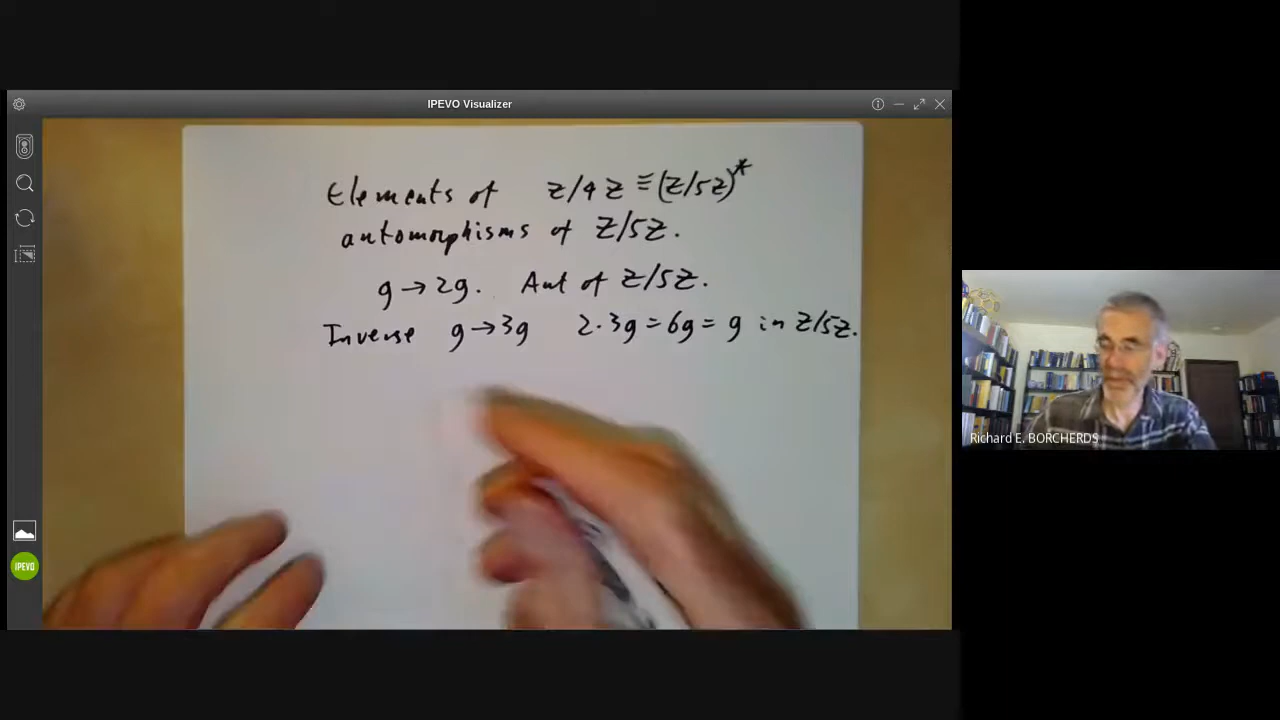 IPEVO Visualizer
Elements of Z/4Z ≡ (Z/5Z)*
automorphisms of Z/5Z.
g → 2g. Aut of Z/5Z.
Inverse g → 3g 2·3g = 6g = g in Z/5Z.
Richard E. BORCHERDS
IPEVO